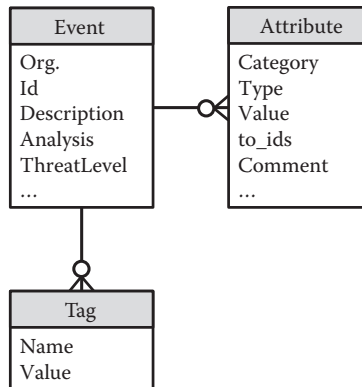 Event
Org.
Id
Description
Analysis
ThreatLevel
...
Attribute
Category
Type
Value
to_ids
Comment
...
Tag
Name
Value